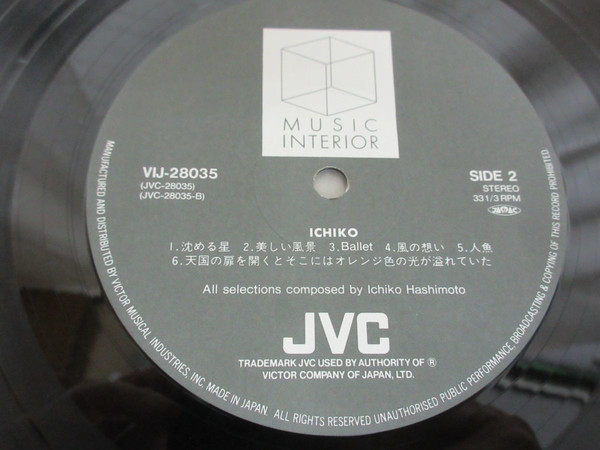 MUSIC
INTERIOR
VIJ-28035
(JVC-28035)
(JVC-28035-B)
SIDE 2
STEREO
33 1/3 RPM
ICHIKO
1.沈める星 2.美しい風景 3.Ballet 4.風の想い 5.人魚
6.天国の扉を開くとそこにはオレンジ色の光が溢れていた
All selections composed by Ichiko Hashimoto
JVC
TRADEMARK JVC USED BY AUTHORITY OF ®
VICTOR COMPANY OF JAPAN, LTD.
MANUFACTURED AND DISTRIBUTED BY VICTOR MUSICAL INDUSTRIES, INC. MADE IN JAPAN. ALL RIGHTS RESERVED UNAUTHORISED PUBLIC PERFORMANCE BROADCASTING & COPYING OF THIS RECORD PROHIBITED.